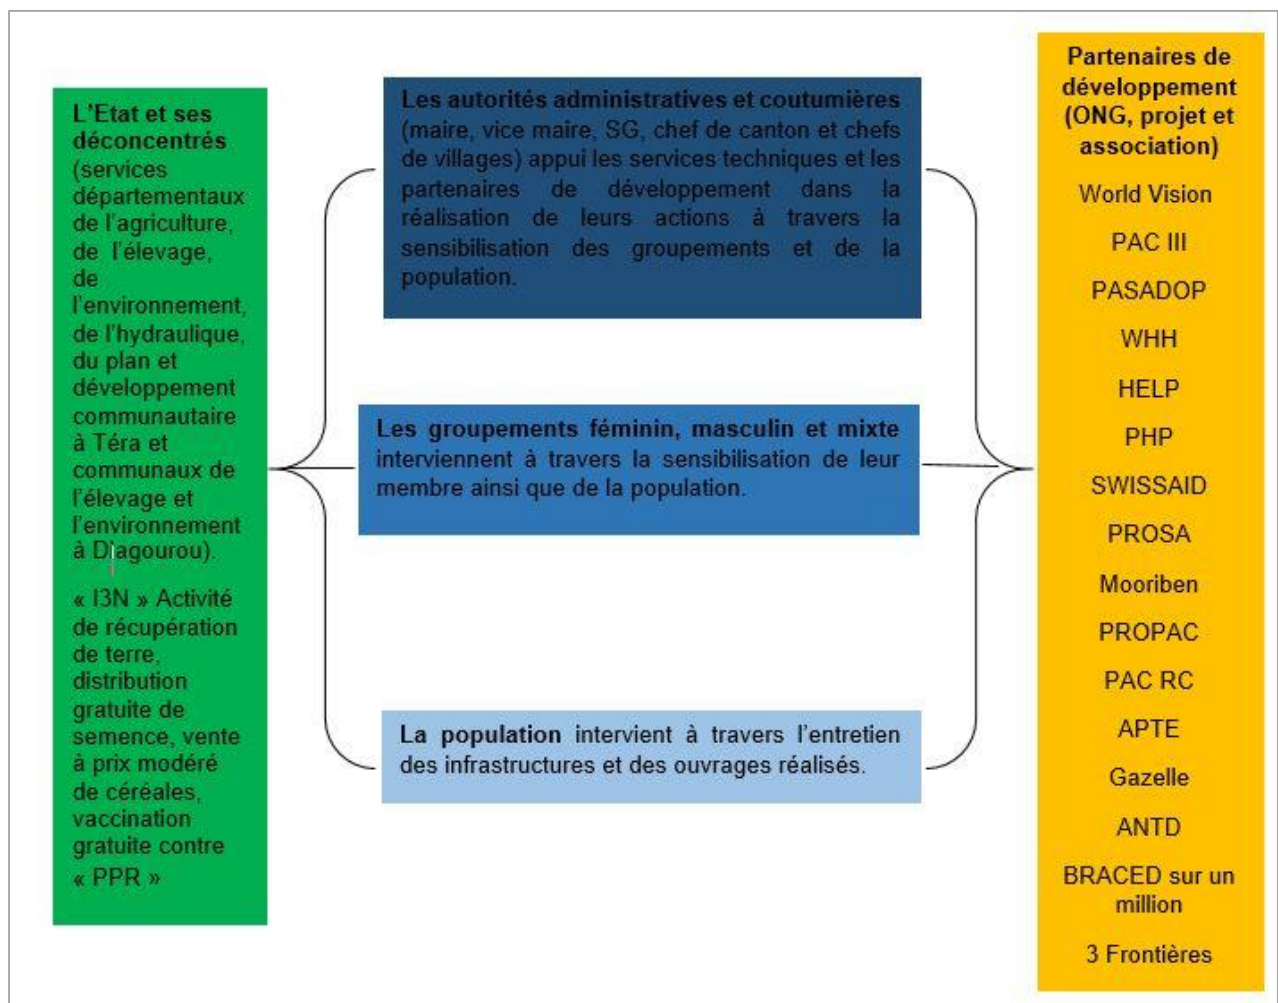 L'Etat et ses
déconcentrés
(services
départementaux
de l'agriculture,
de l'élevage,
de
l'environnement,
de l'hydraulique,
du plan et
développement
communautaire
à Téra et
communaux de
l'élevage et
l'environnement
à Diagourou).
« I3N » Activité
de récupération
de terre,
distribution
gratuite de
semence, vente
à prix modéré
de céréales,
vaccination
gratuite contre
« PPR »
Les autorités administratives et coutumières
(maire, vice maire, SG, chef de canton et chefs
de villages) appui les services techniques et les
partenaires de développement dans la
réalisation de leurs actions à travers la
sensibilisation des groupements et de la
population.
Les groupements féminin, masculin et mixte
interviennent à travers la sensibilisation de leur
membre ainsi que de la population.
La population intervient à travers l'entretien
des infrastructures et des ouvrages réalisés.
Partenaires de
développement
(ONG, projet et
association)
World Vision
PAC III
PASADOP
WHH
HELP
PHP
SWISSAID
PROSA
Mooriben
PROPAC
PAC RC
APTE
Gazelle
ANTD
BRACED sur un
million
3 Frontières